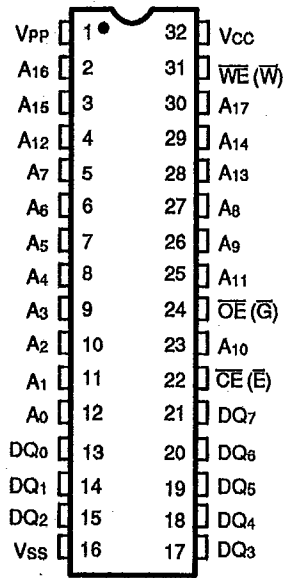 VPP 1 32 VCC
A16 2 31 W̅E̅ (W̅)
A15 3 30 A17
A12 4 29 A14
A7 5 28 A13
A6 6 27 A8
A5 7 26 A9
A4 8 25 A11
A3 9 24 O̅E̅ (G̅)
A2 10 23 A10
A1 11 22 C̅E̅ (E̅)
A0 12 21 DQ7
DQ0 13 20 DQ6
DQ1 14 19 DQ5
DQ2 15 18 DQ4
VSS 16 17 DQ3